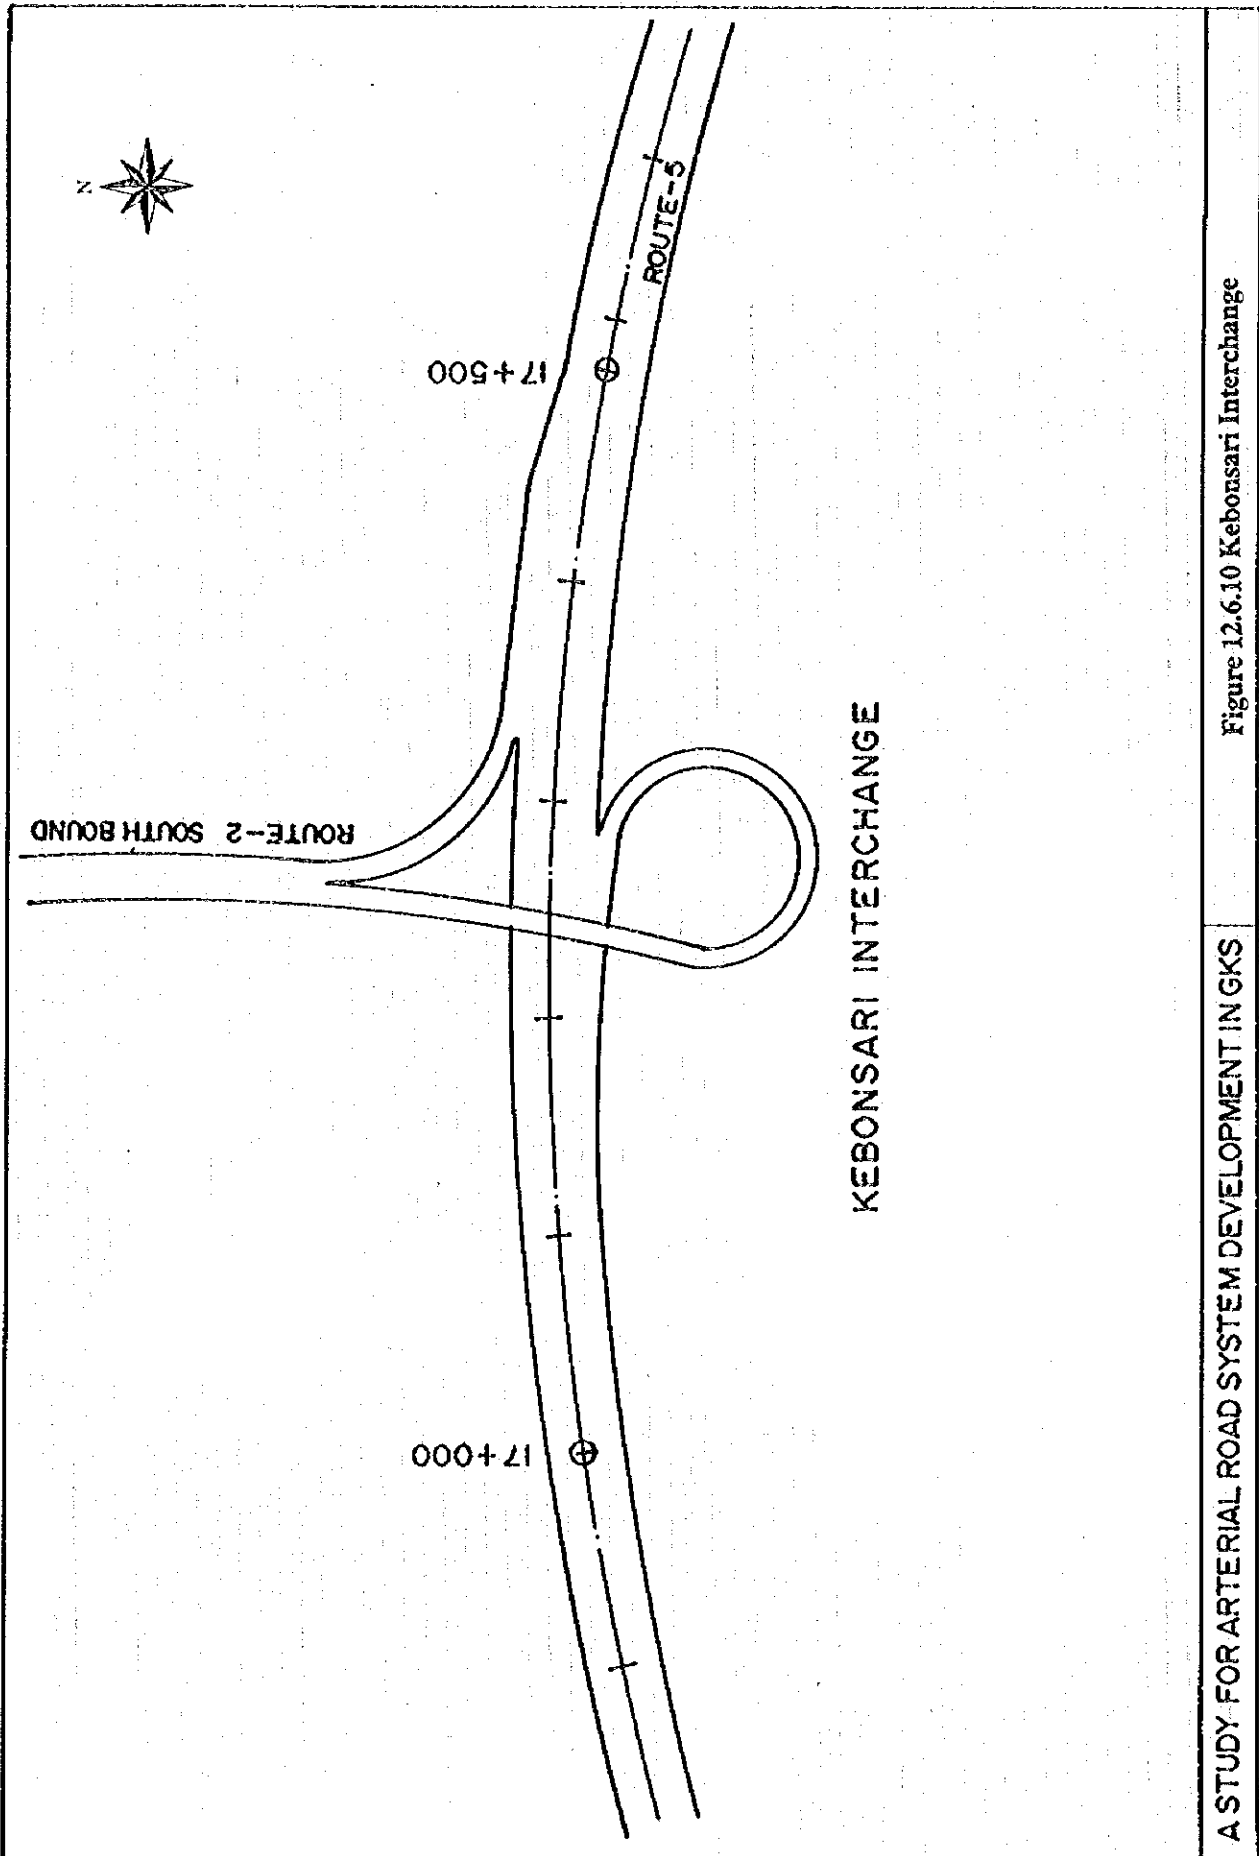 N
ROUTE-2 SOUTH BOUND
17+000
17+500
ROUTE-5
KEBONSARI INTERCHANGE
A STUDY FOR ARTERIAL ROAD SYSTEM DEVELOPMENT IN GKS
Figure 12.6.10 Kebonsari Interchange